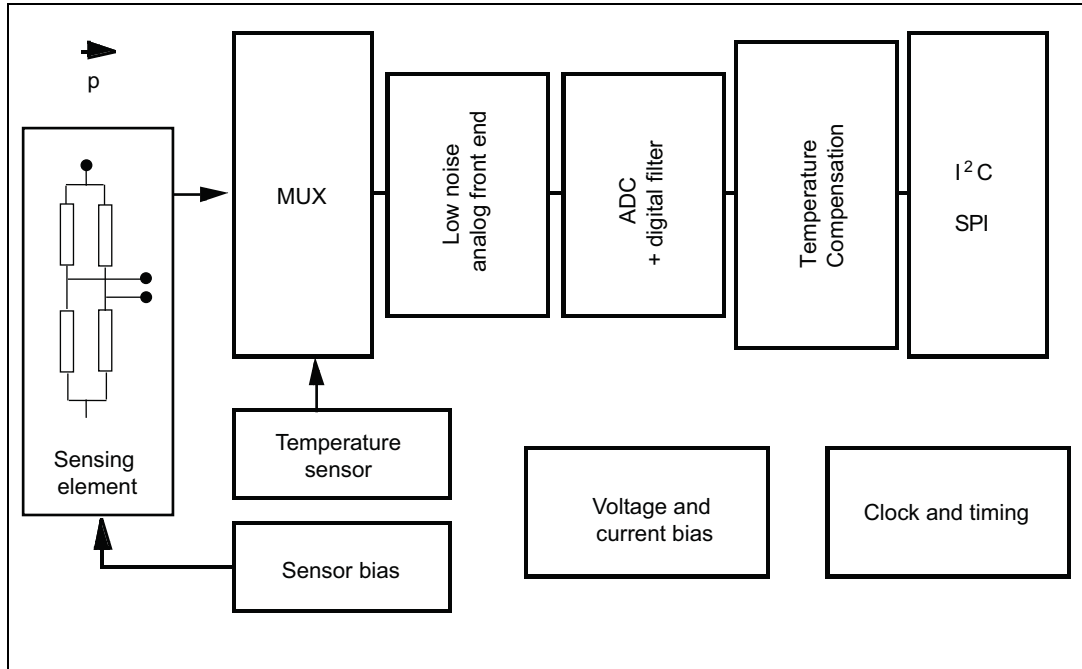 p
Sensing
element
MUX
Low noise
analog front end
ADC
+ digital filter
Temperature
Compensation
I²C
SPI
Temperature
sensor
Sensor bias
Voltage and
current bias
Clock and timing